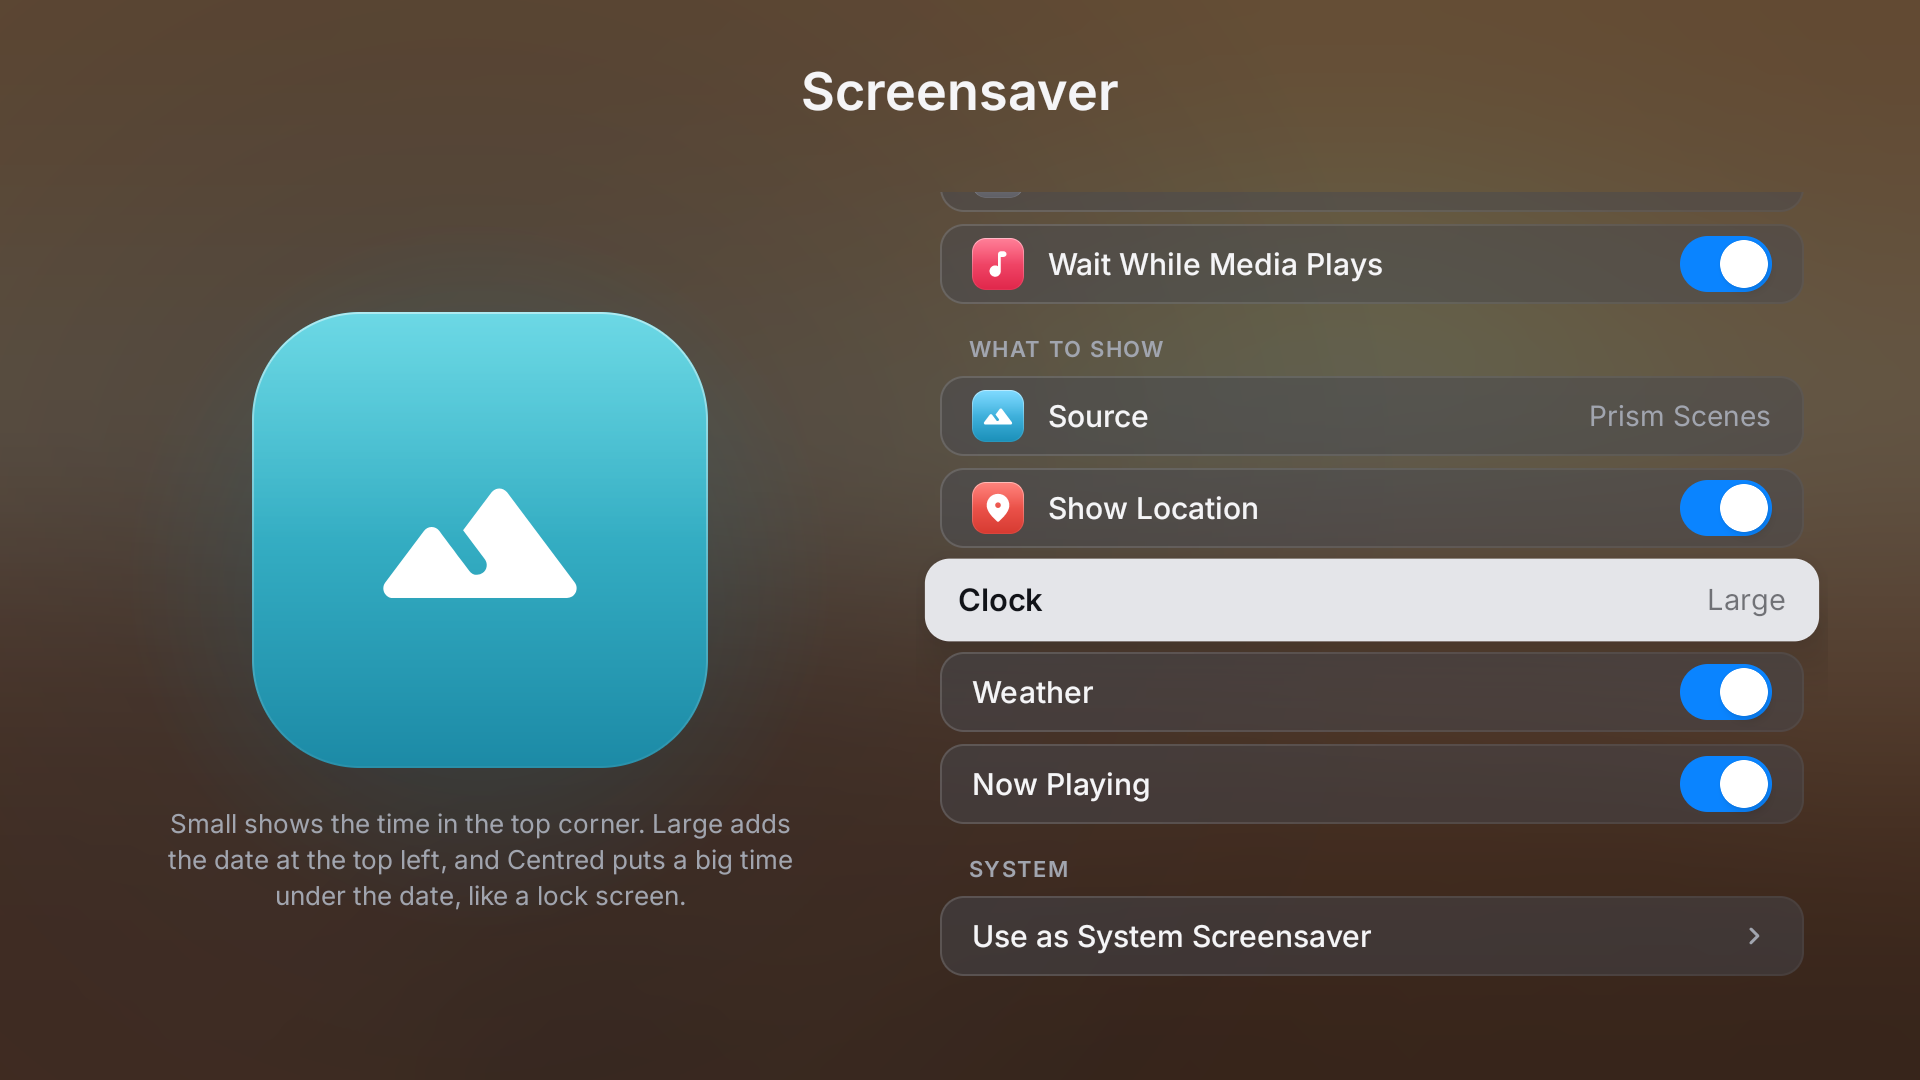 Screensaver
Wait While Media Plays
WHAT TO SHOW
Source
Prism Scenes
Show Location
Clock
Large
Weather
Now Playing
SYSTEM
Use as System Screensaver
Small shows the time in the top corner. Large adds
the date at the top left, and Centred puts a big time
under the date, like a lock screen.